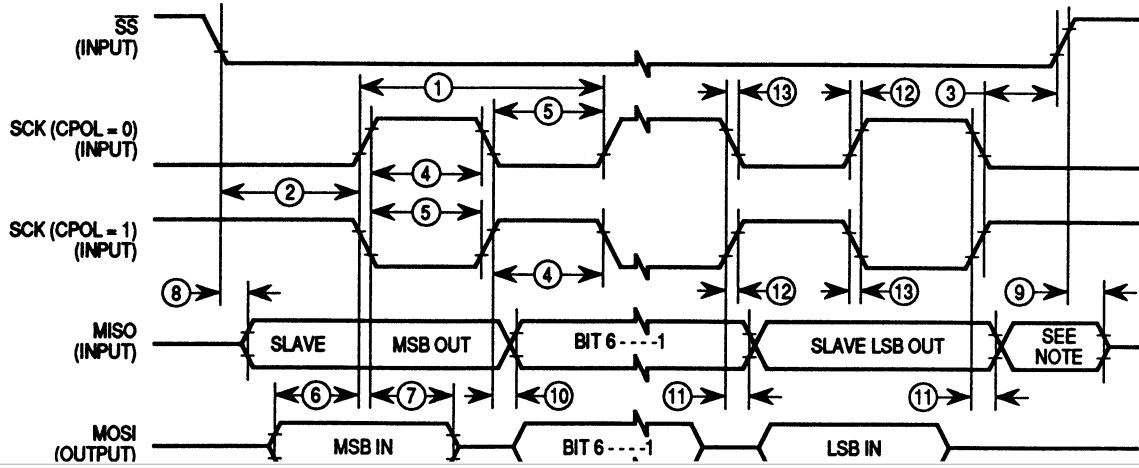 SS
(INPUT)
1 13 12 3
5
SCK (CPOL = 0)
(INPUT)
4
2
5
SCK (CPOL = 1)
(INPUT)
4
8 12 13 9
MISO
(INPUT)
SLAVE MSB OUT BIT 6 - - - - 1 SLAVE LSB OUT SEE
NOTE
6 7 10 11 11
MOSI
(OUTPUT)
MSB IN BIT 6 - - - - 1 LSB IN